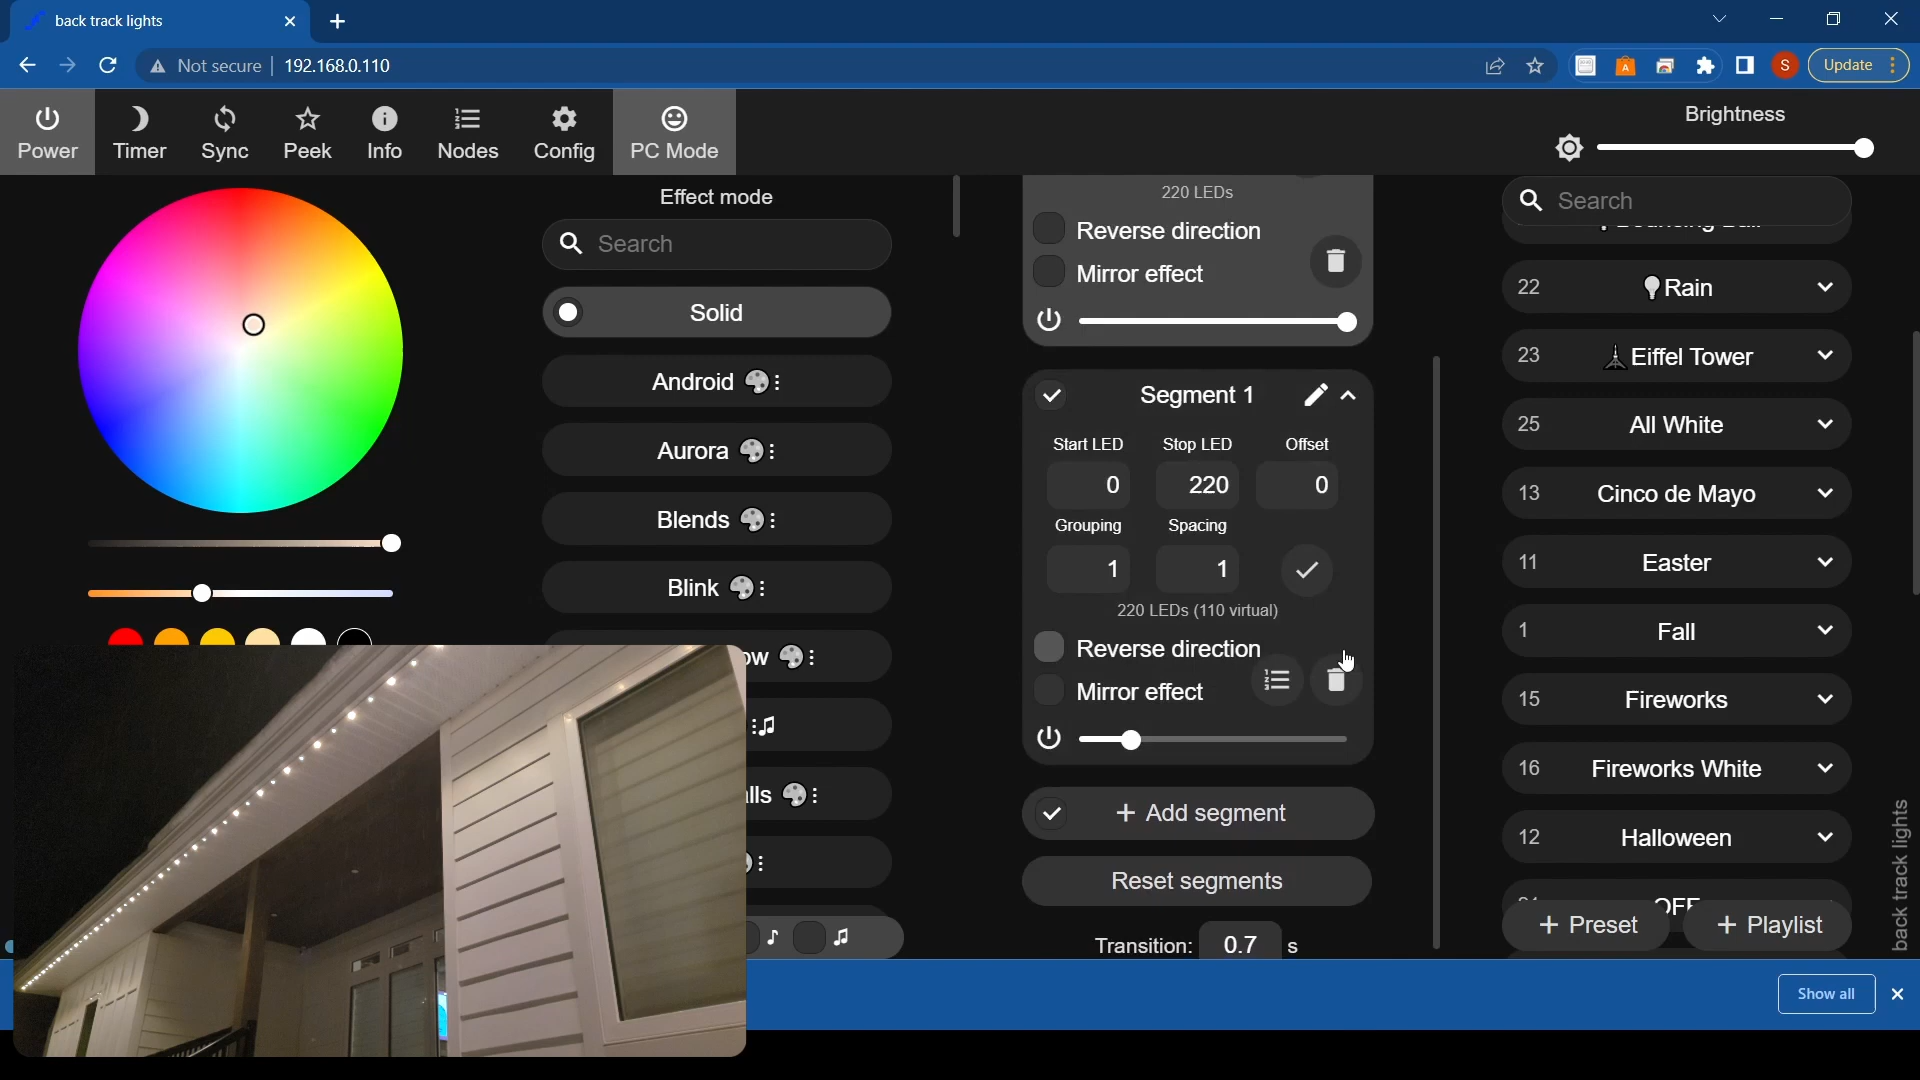 back track lights
Not secure
192.168.0.110
S
Update
Power
Timer
Sync
Peek
Info
Nodes
Config
PC Mode
Brightness
Effect mode
Search
Solid
Android
Aurora
Blends
Blink
220 LEDs
Reverse direction
Mirror effect
Segment 1
Start LED
Stop LED
Offset
0
220
0
Grouping
Spacing
1
1
220 LEDs (110 virtual)
Reverse direction
Mirror effect
+ Add segment
Reset segments
Transition:
0.7
s
Search
22
Rain
23
Eiffel Tower
25
All White
13
Cinco de Mayo
11
Easter
1
Fall
15
Fireworks
16
Fireworks White
12
Halloween
OFF
+ Preset
+ Playlist
back track lights
Show all